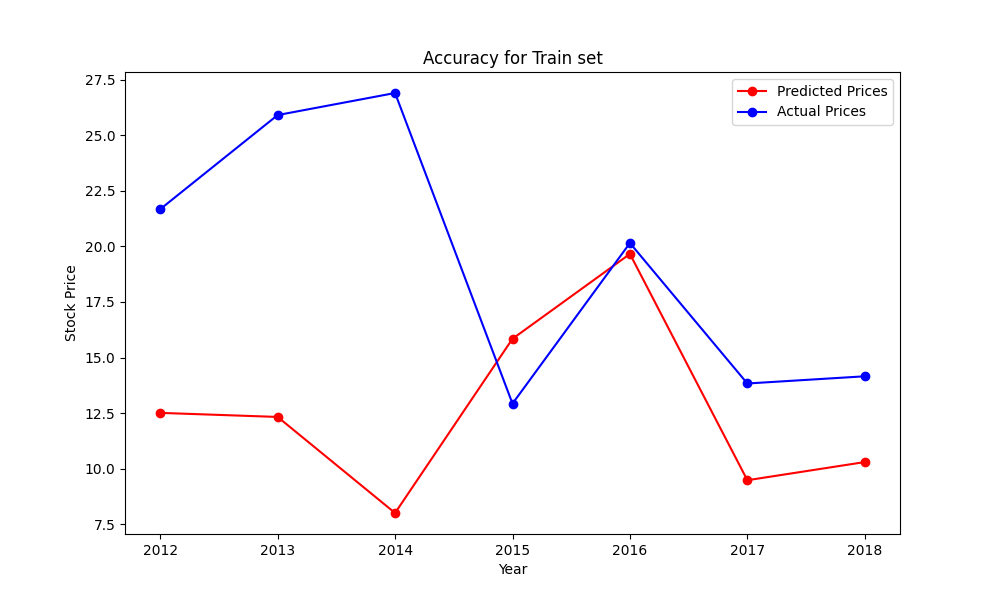 Accuracy for Train set
Predicted Prices
Actual Prices
27.5
25.0
22.5
20.0
17.5
15.0
12.5
10.0
7.5
Stock Price
2012 2013 2014 2015 2016 2017 2018
Year